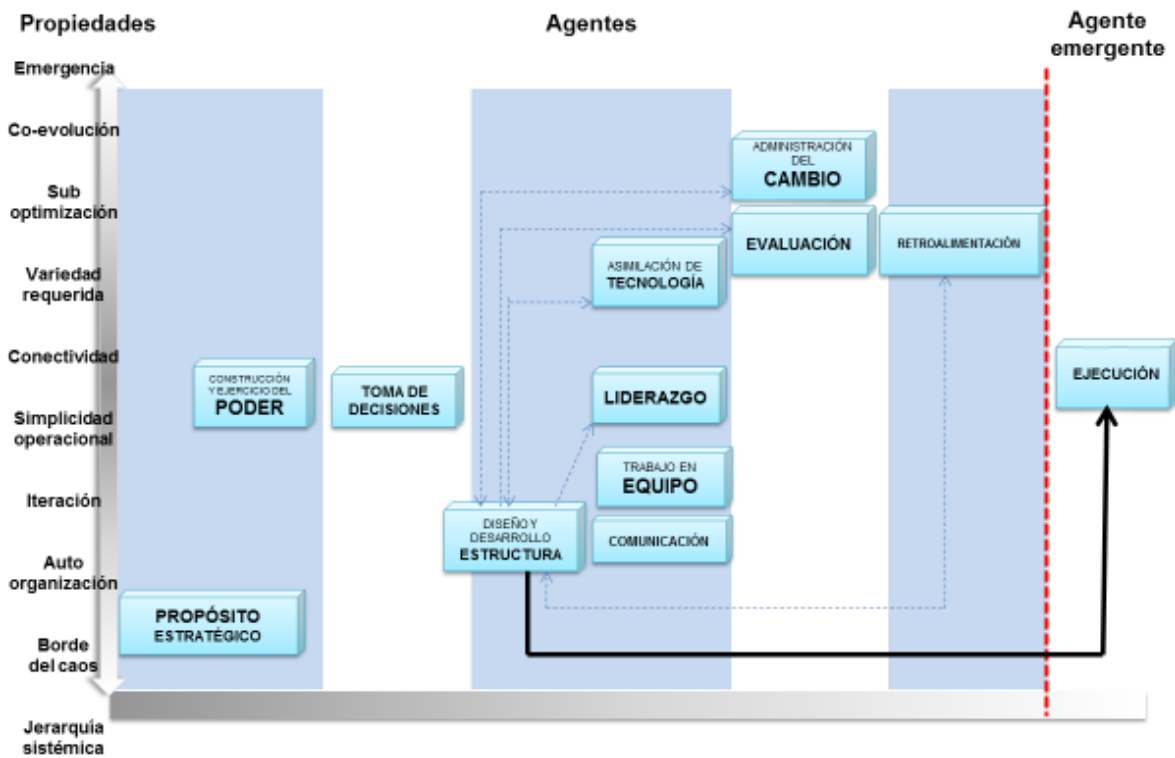 Propiedades
Agentes
Agente
emergente
Emergencia
Co-evolución
Sub
optimización
Variedad
requerida
Conectividad
Simplicidad
operacional
Iteración
Auto
organización
Borde
del caos
Jerarquía
sistémica
ADMINISTRACIÓN
DEL
CAMBIO
EVALUACIÓN
RETROALIMENTACIÓN
ASIMILACIÓN DE
TECNOLOGÍA
CONSTRUCCIÓN
Y EJERCICIO DEL
PODER
TOMA DE
DECISIONES
LIDERAZGO
EJECUCIÓN
TRABAJO EN
EQUIPO
DISEÑO Y
DESARROLLO
ESTRUCTURA
COMUNICACIÓN
PROPÓSITO
ESTRATÉGICO